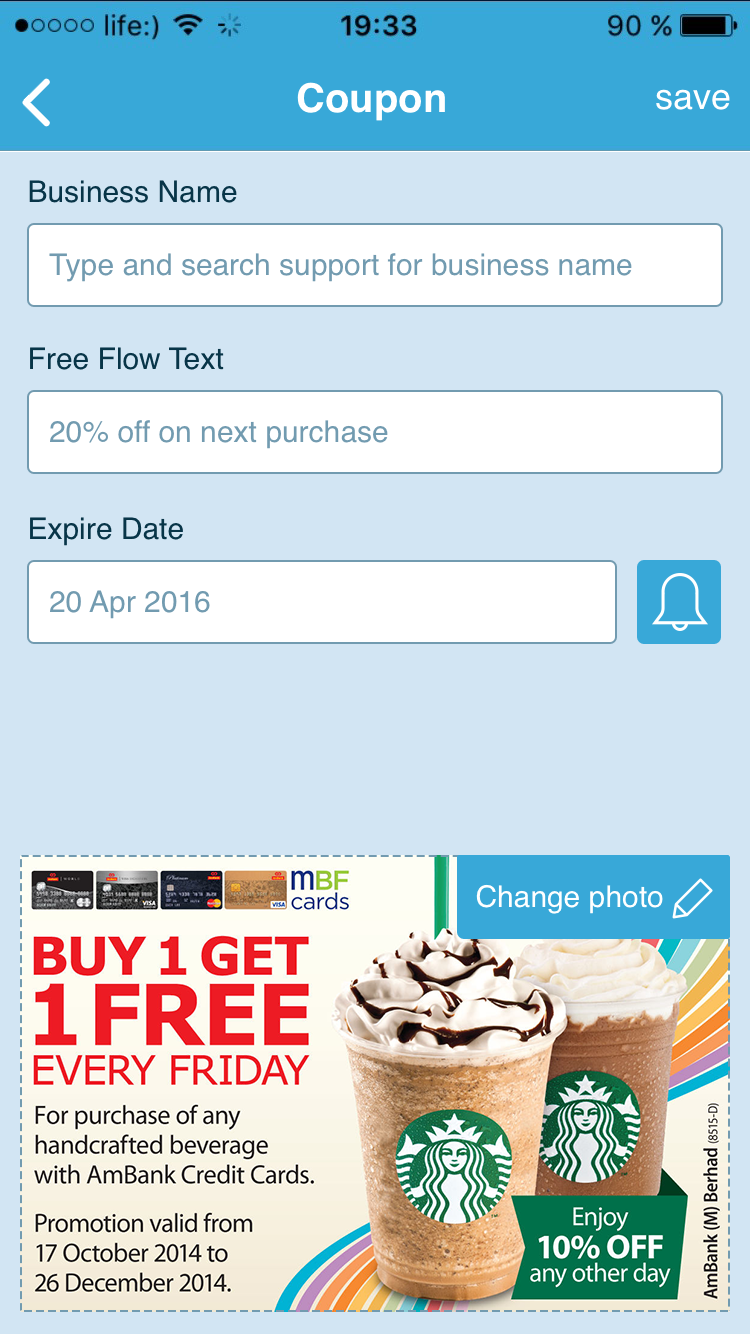 life:) 19:33 90 %
Coupon save
Business Name
Type and search support for business name
Free Flow Text
20% off on next purchase
Expire Date
20 Apr 2016
Change photo
mBF
cards
VISA
VISA
BUY 1 GET
1 FREE
EVERY FRIDAY
For purchase of any
handcrafted beverage
with AmBank Credit Cards.
Promotion valid from
17 October 2014 to
26 December 2014.
Enjoy
10% OFF
any other day
AmBank (M) Berhad (8515-D)